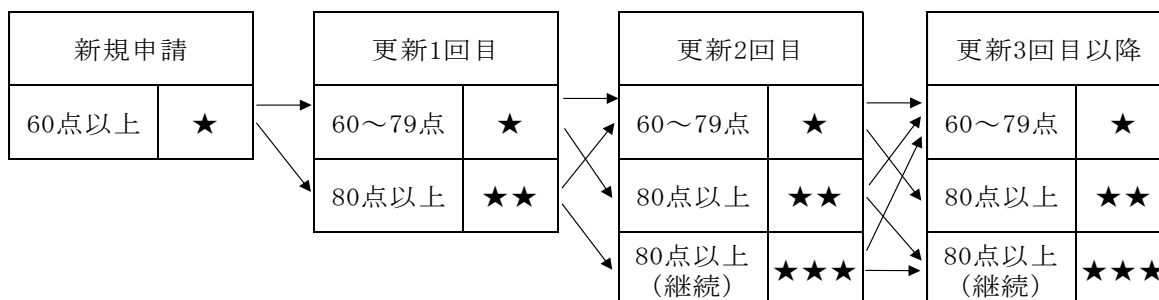 新規申請
60点以上 ★
更新1回目
60～79点 ★
80点以上 ★★
更新2回目
60～79点 ★
80点以上 ★★
80点以上
（継続） ★★★
更新3回目以降
60～79点 ★
80点以上 ★★
80点以上
（継続） ★★★